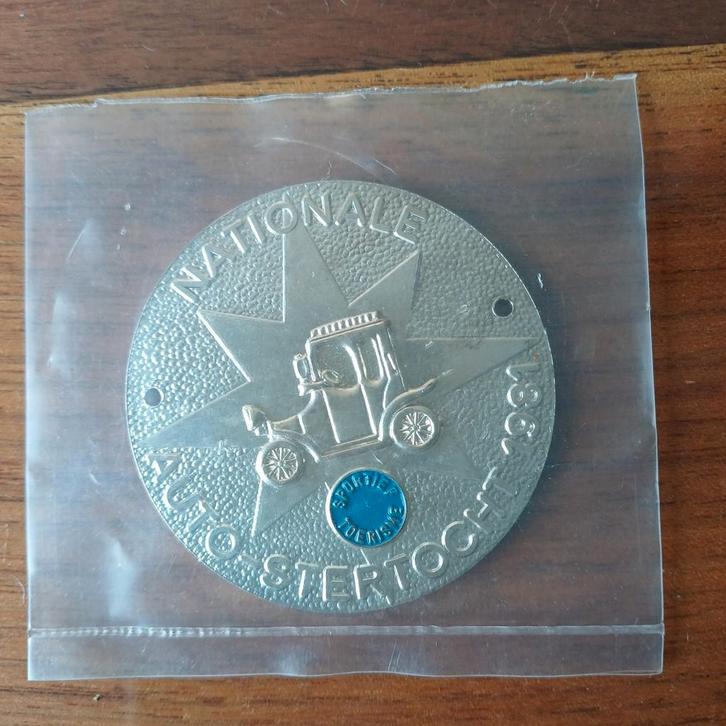 NATIONALE
AUTO-STERTOCHT 1981
SPORTIEF
TOERISME